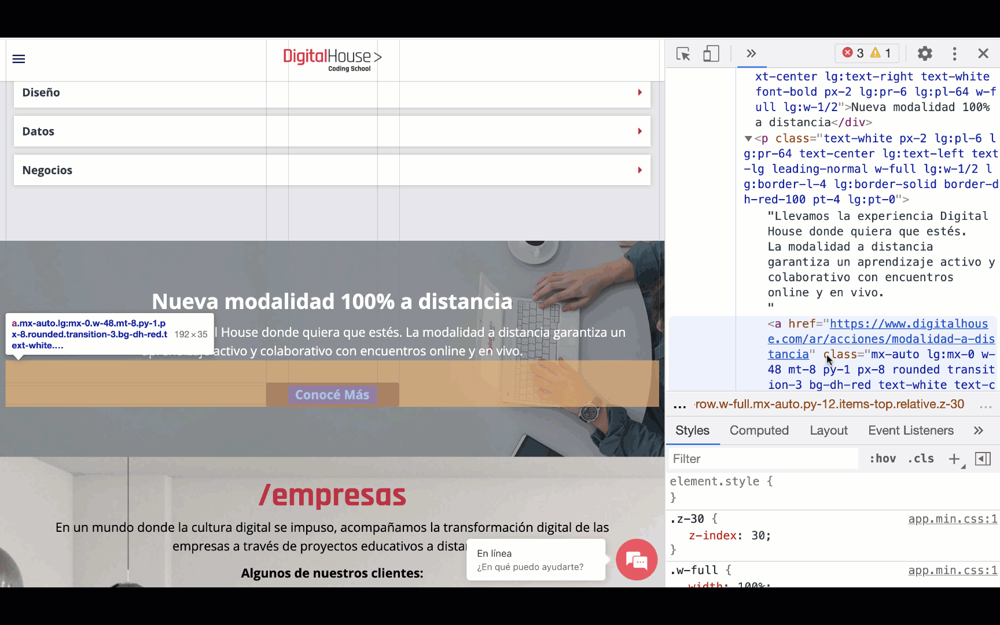 DigitalHouse >
Coding School
Diseño
Datos
Negocios
Nueva modalidad 100% a distancia
l House donde quiera que estés. La modalidad a distancia garantiza un
aprendizaje activo y colaborativo con encuentros online y en vivo.
a.mx-auto.lg:mx-0.w-48.mt-8.py-1.p
x-8.rounded.transition-3.bg-dh-red.t
ext-white....
192 × 35
Conocé Más
/empresas
En un mundo donde la cultura digital se impuso, acompañamos la transformación digital de las
empresas a través de proyectos educativos a distan
Algunos de nuestros clientes:
En línea
¿En qué puedo ayudarte?
3 1
xt-center lg:text-right text-white
font-bold px-2 lg:pr-6 lg:pl-64 w-f
ull lg:w-1/2">Nueva modalidad 100%
a distancia</div>
<p class="text-white px-2 lg:pl-6 l
g:pr-64 text-center lg:text-left text
-lg leading-normal w-full lg:w-1/2 l
g:border-l-4 lg:border-solid border-d
h-red-100 pt-4 lg:pt-0">
"Llevamos la experiencia Digital
House donde quiera que estés.
La modalidad a distancia
garantiza un aprendizaje activo y
colaborativo con encuentros
online y en vivo.
"
<a href="https://www.digitalhous
e.com/ar/acciones/modalidad-a-dis
tancia" class="mx-auto lg:mx-0 w-
48 mt-8 py-1 px-8 rounded transit
ion-3 bg-dh-red text-white text-c
... row.w-full.mx-auto.py-12.items-top.relative.z-30 ...
Styles Computed Layout Event Listeners
Filter :hov .cls
element.style {
}
.z-30 { app.min.css:1
z-index: 30;
}
.w-full { app.min.css:1
width: 100%;